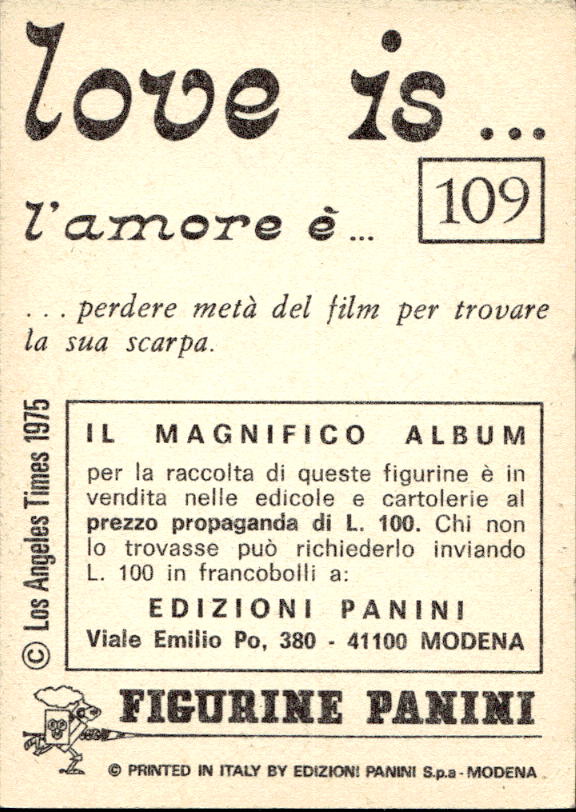 love is...
l'amore è...
109
... perdere metà del film per trovare
la sua scarpa.
© Los Angeles Times 1975
IL MAGNIFICO ALBUM
per la raccolta di queste figurine è in
vendita nelle edicole e cartolerie al
prezzo propaganda di L. 100. Chi non
lo trovasse può richiederlo inviando
L. 100 in francobolli a:
EDIZIONI PANINI
Viale Emilio Po, 380 - 41100 MODENA
FIGURINE PANINI
© PRINTED IN ITALY BY EDIZIONI PANINI S.p.a - MODENA